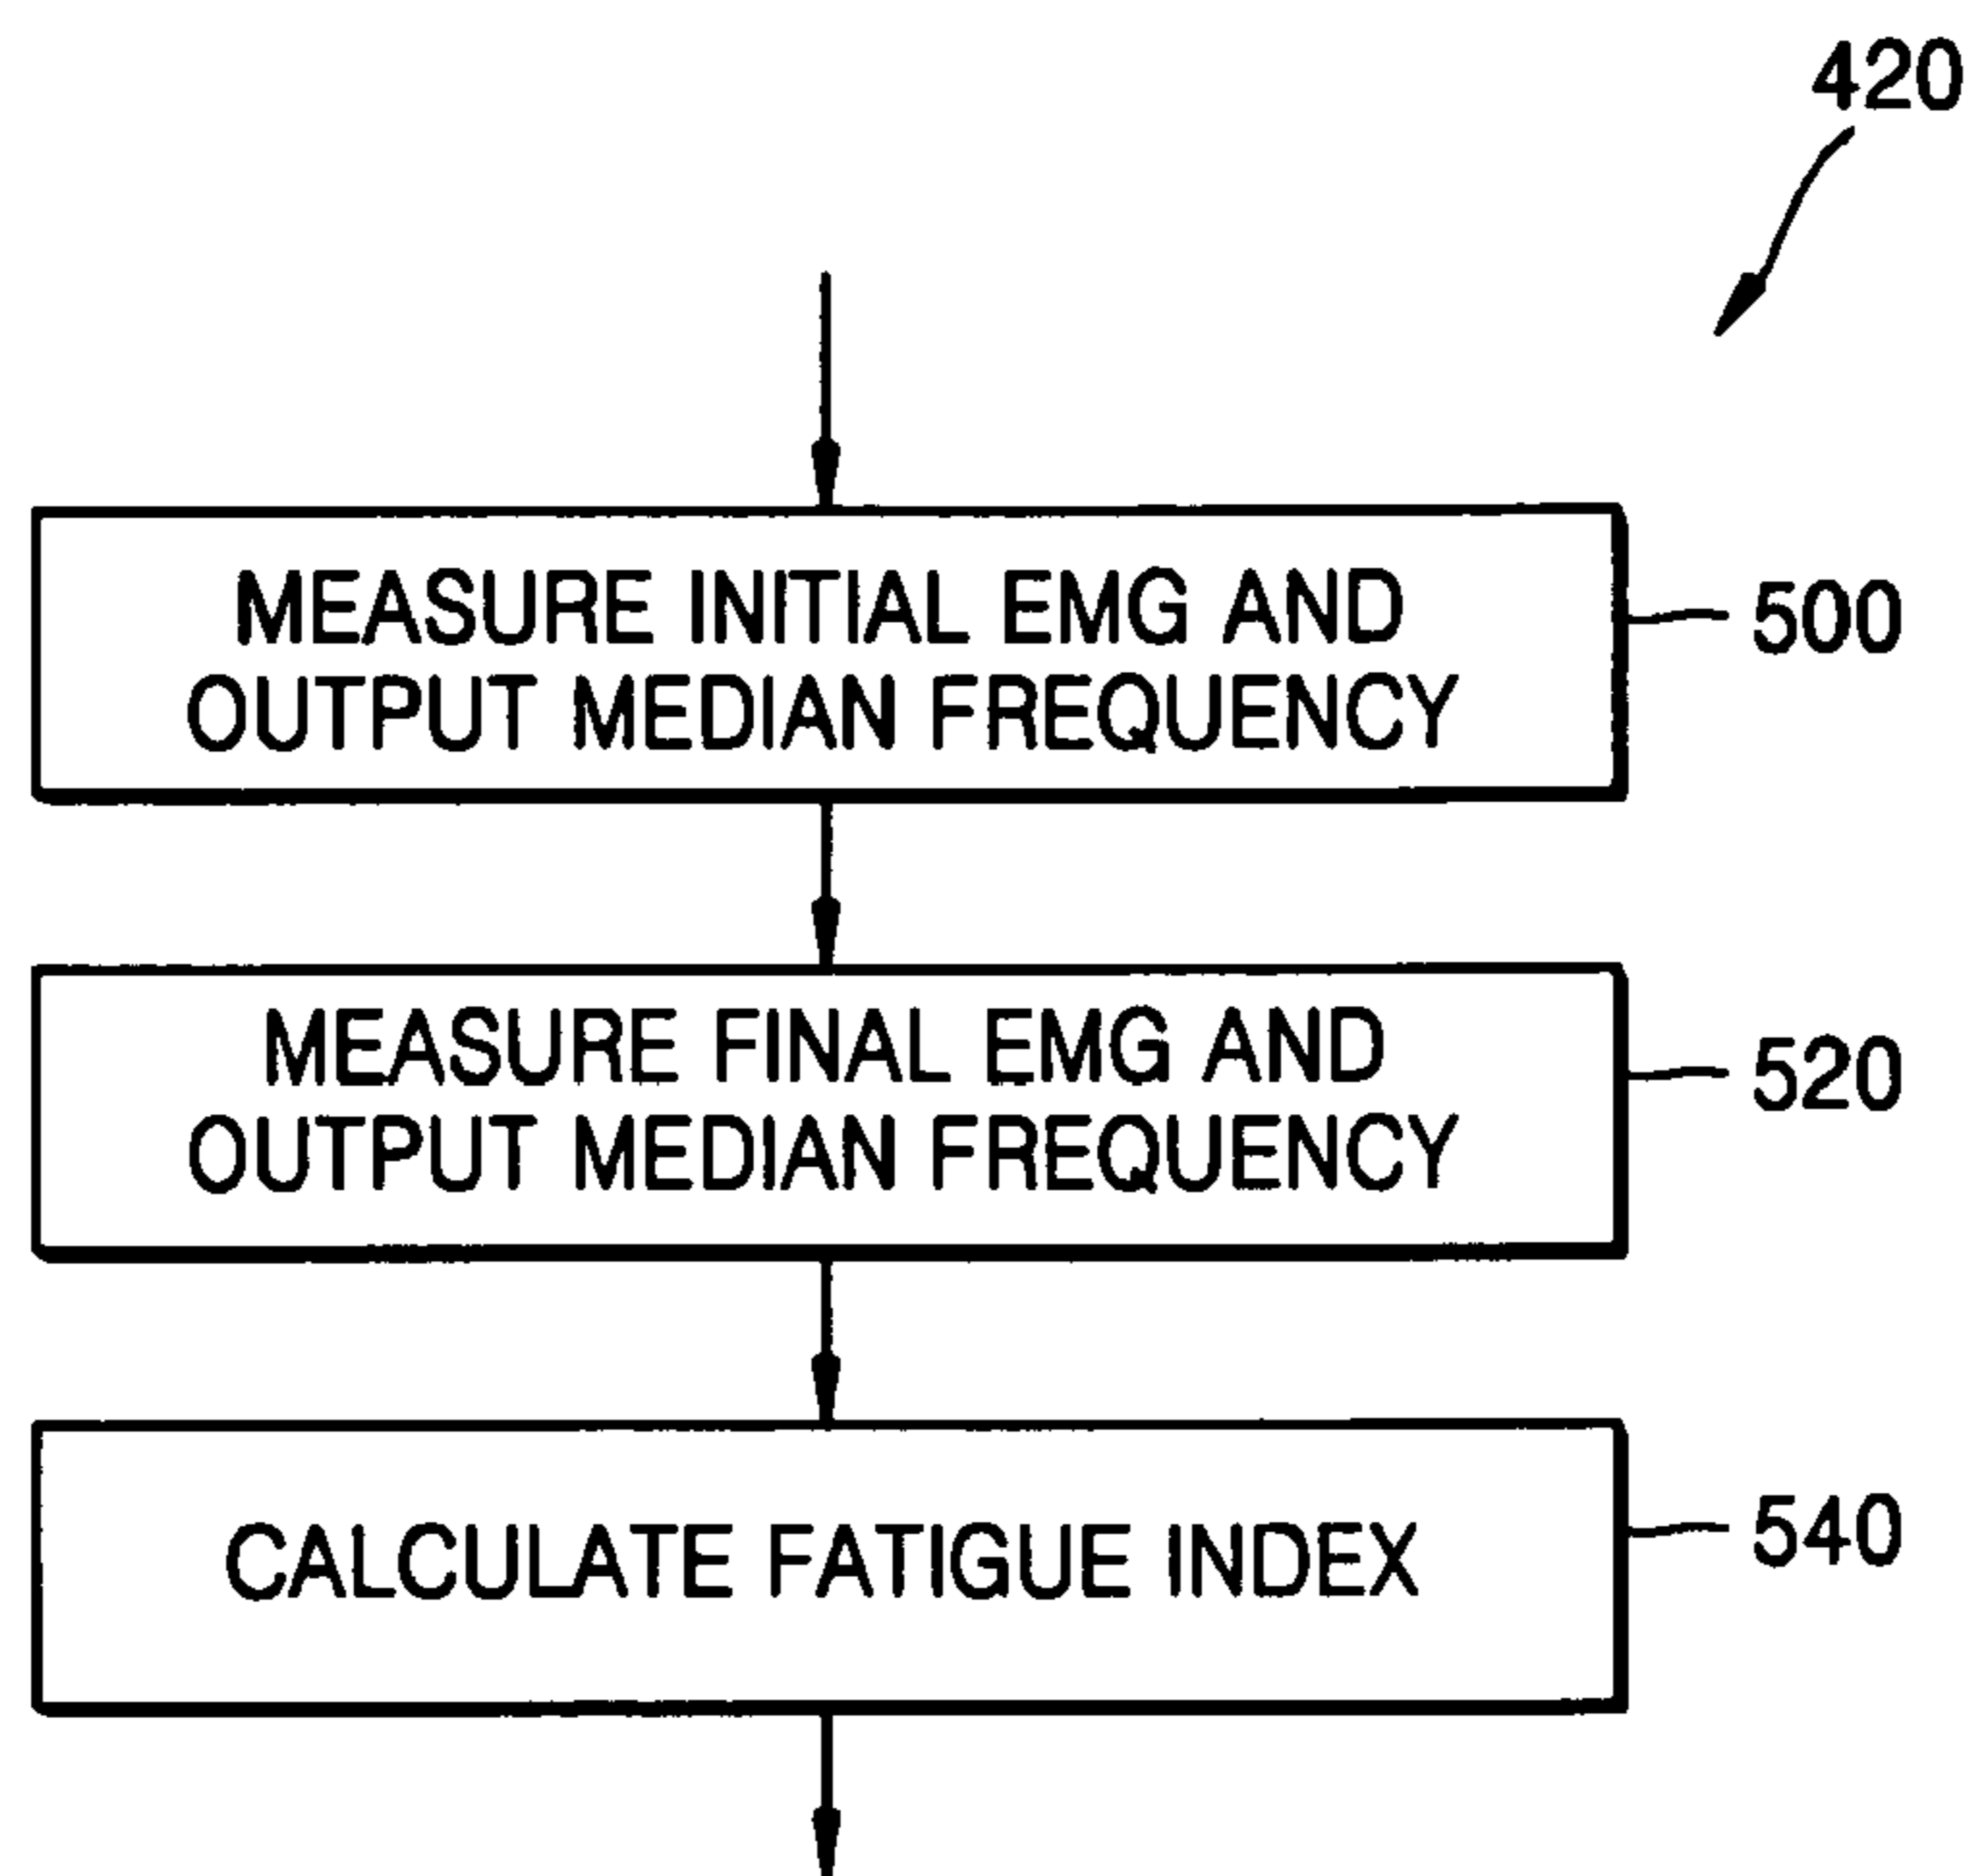 420
MEASURE INITIAL EMG AND
OUTPUT MEDIAN FREQUENCY
500
MEASURE FINAL EMG AND
OUTPUT MEDIAN FREQUENCY
520
CALCULATE FATIGUE INDEX
540